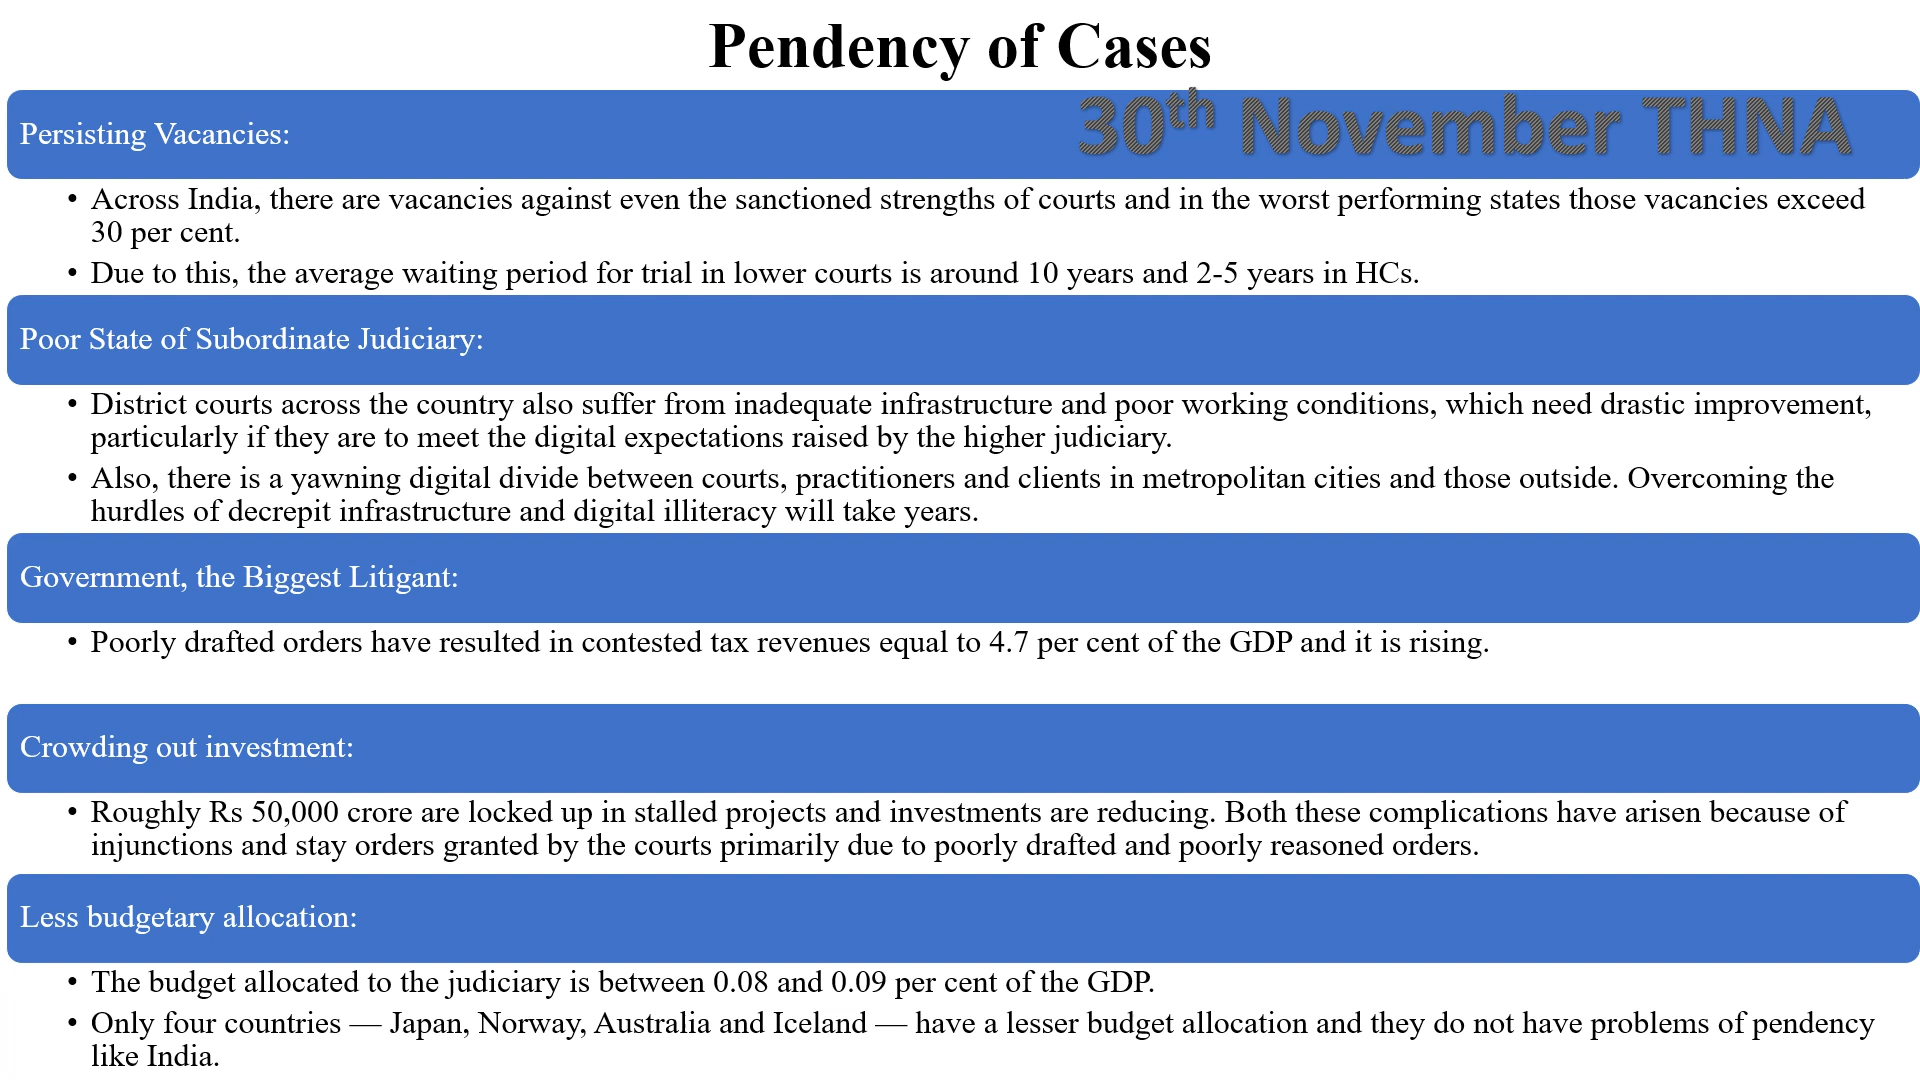 Pendency of Cases
Persisting Vacancies:
30th November THNA
• Across India, there are vacancies against even the sanctioned strengths of courts and in the worst performing states those vacancies exceed
30 per cent.
• Due to this, the average waiting period for trial in lower courts is around 10 years and 2-5 years in HCs.
Poor State of Subordinate Judiciary:
• District courts across the country also suffer from inadequate infrastructure and poor working conditions, which need drastic improvement,
particularly if they are to meet the digital expectations raised by the higher judiciary.
• Also, there is a yawning digital divide between courts, practitioners and clients in metropolitan cities and those outside. Overcoming the
hurdles of decrepit infrastructure and digital illiteracy will take years.
Government, the Biggest Litigant:
• Poorly drafted orders have resulted in contested tax revenues equal to 4.7 per cent of the GDP and it is rising.
Crowding out investment:
• Roughly Rs 50,000 crore are locked up in stalled projects and investments are reducing. Both these complications have arisen because of
injunctions and stay orders granted by the courts primarily due to poorly drafted and poorly reasoned orders.
Less budgetary allocation:
• The budget allocated to the judiciary is between 0.08 and 0.09 per cent of the GDP.
• Only four countries — Japan, Norway, Australia and Iceland — have a lesser budget allocation and they do not have problems of pendency
like India.